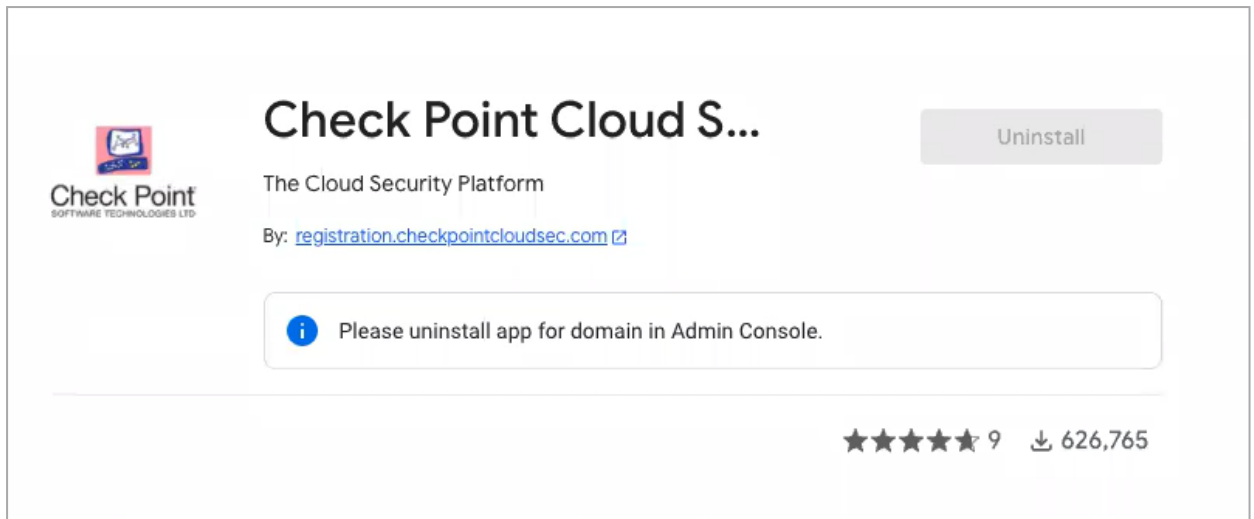 Check Point Cloud S...
Uninstall
Check Point
SOFTWARE TECHNOLOGIES LTD
The Cloud Security Platform
By: registration.checkpointcloudsec.com
Please uninstall app for domain in Admin Console.
9 626,765